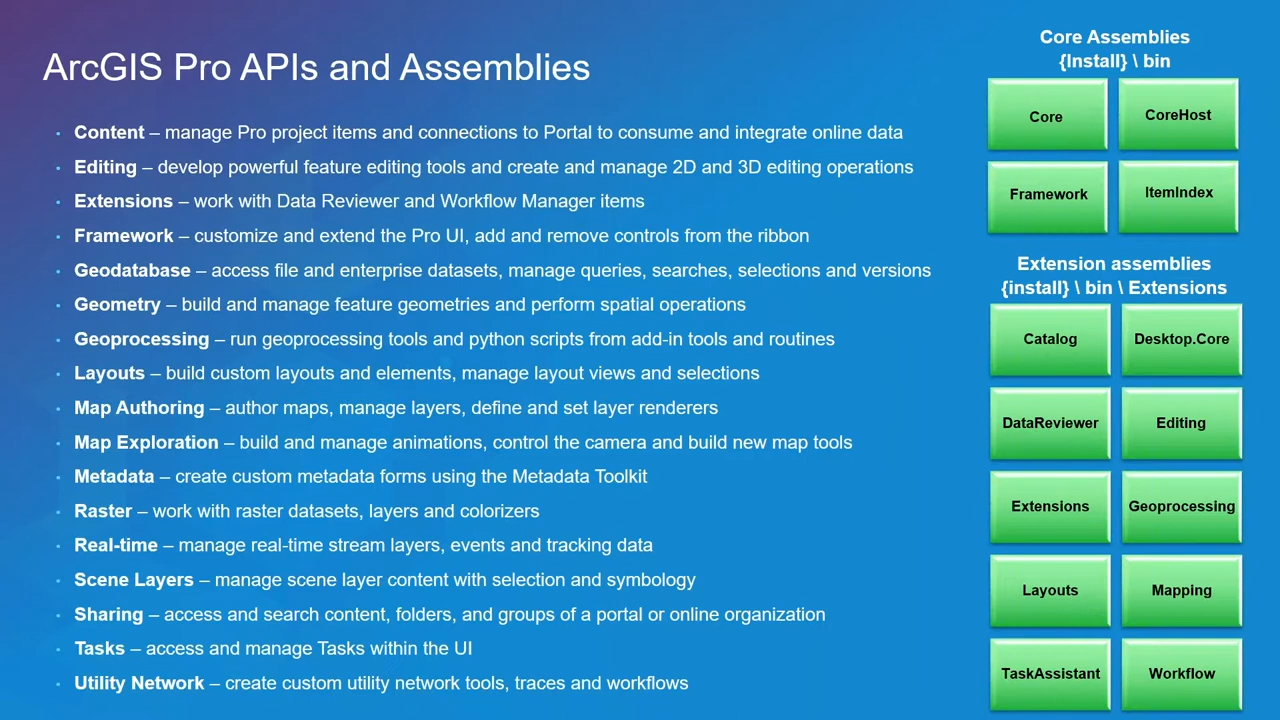 ArcGIS Pro APIs and Assemblies
• Content – manage Pro project items and connections to Portal to consume and integrate online data
• Editing – develop powerful feature editing tools and create and manage 2D and 3D editing operations
• Extensions – work with Data Reviewer and Workflow Manager items
• Framework – customize and extend the Pro UI, add and remove controls from the ribbon
• Geodatabase – access file and enterprise datasets, manage queries, searches, selections and versions
• Geometry – build and manage feature geometries and perform spatial operations
• Geoprocessing – run geoprocessing tools and python scripts from add-in tools and routines
• Layouts – build custom layouts and elements, manage layout views and selections
• Map Authoring – author maps, manage layers, define and set layer renderers
• Map Exploration – build and manage animations, control the camera and build new map tools
• Metadata – create custom metadata forms using the Metadata Toolkit
• Raster – work with raster datasets, layers and colorizers
• Real-time – manage real-time stream layers, events and tracking data
• Scene Layers – manage scene layer content with selection and symbology
• Sharing – access and search content, folders, and groups of a portal or online organization
• Tasks – access and manage Tasks within the UI
• Utility Network – create custom utility network tools, traces and workflows
Core Assemblies
{Install} \ bin
Core
CoreHost
Framework
ItemIndex
Extension assemblies
{install} \ bin \ Extensions
Catalog
Desktop.Core
DataReviewer
Editing
Extensions
Geoprocessing
Layouts
Mapping
TaskAssistant
Workflow